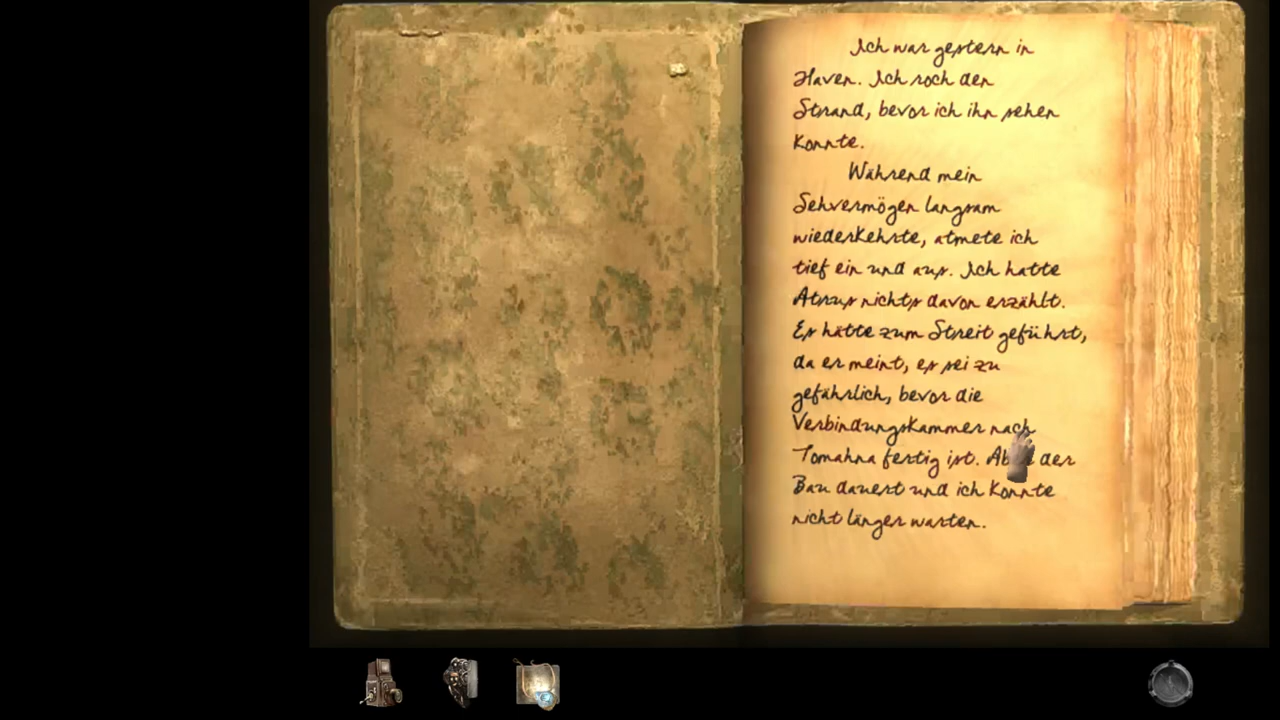 Ich war gestern in
Haven. Ich roch den
Strand, bevor ich ihn sehen
konnte.
Während mein
Sehvermögen langsam
wiederkehrte, atmete ich
tief ein und aus. Ich hatte
Atrus nichts davon erzählt.
Es hätte zum Streit geführt,
da er meint, es sei zu
gefährlich, bevor die
Verbindungskammer nach
Tomahna fertig ist. Aber der
Bau dauert und ich konnte
nicht länger warten.